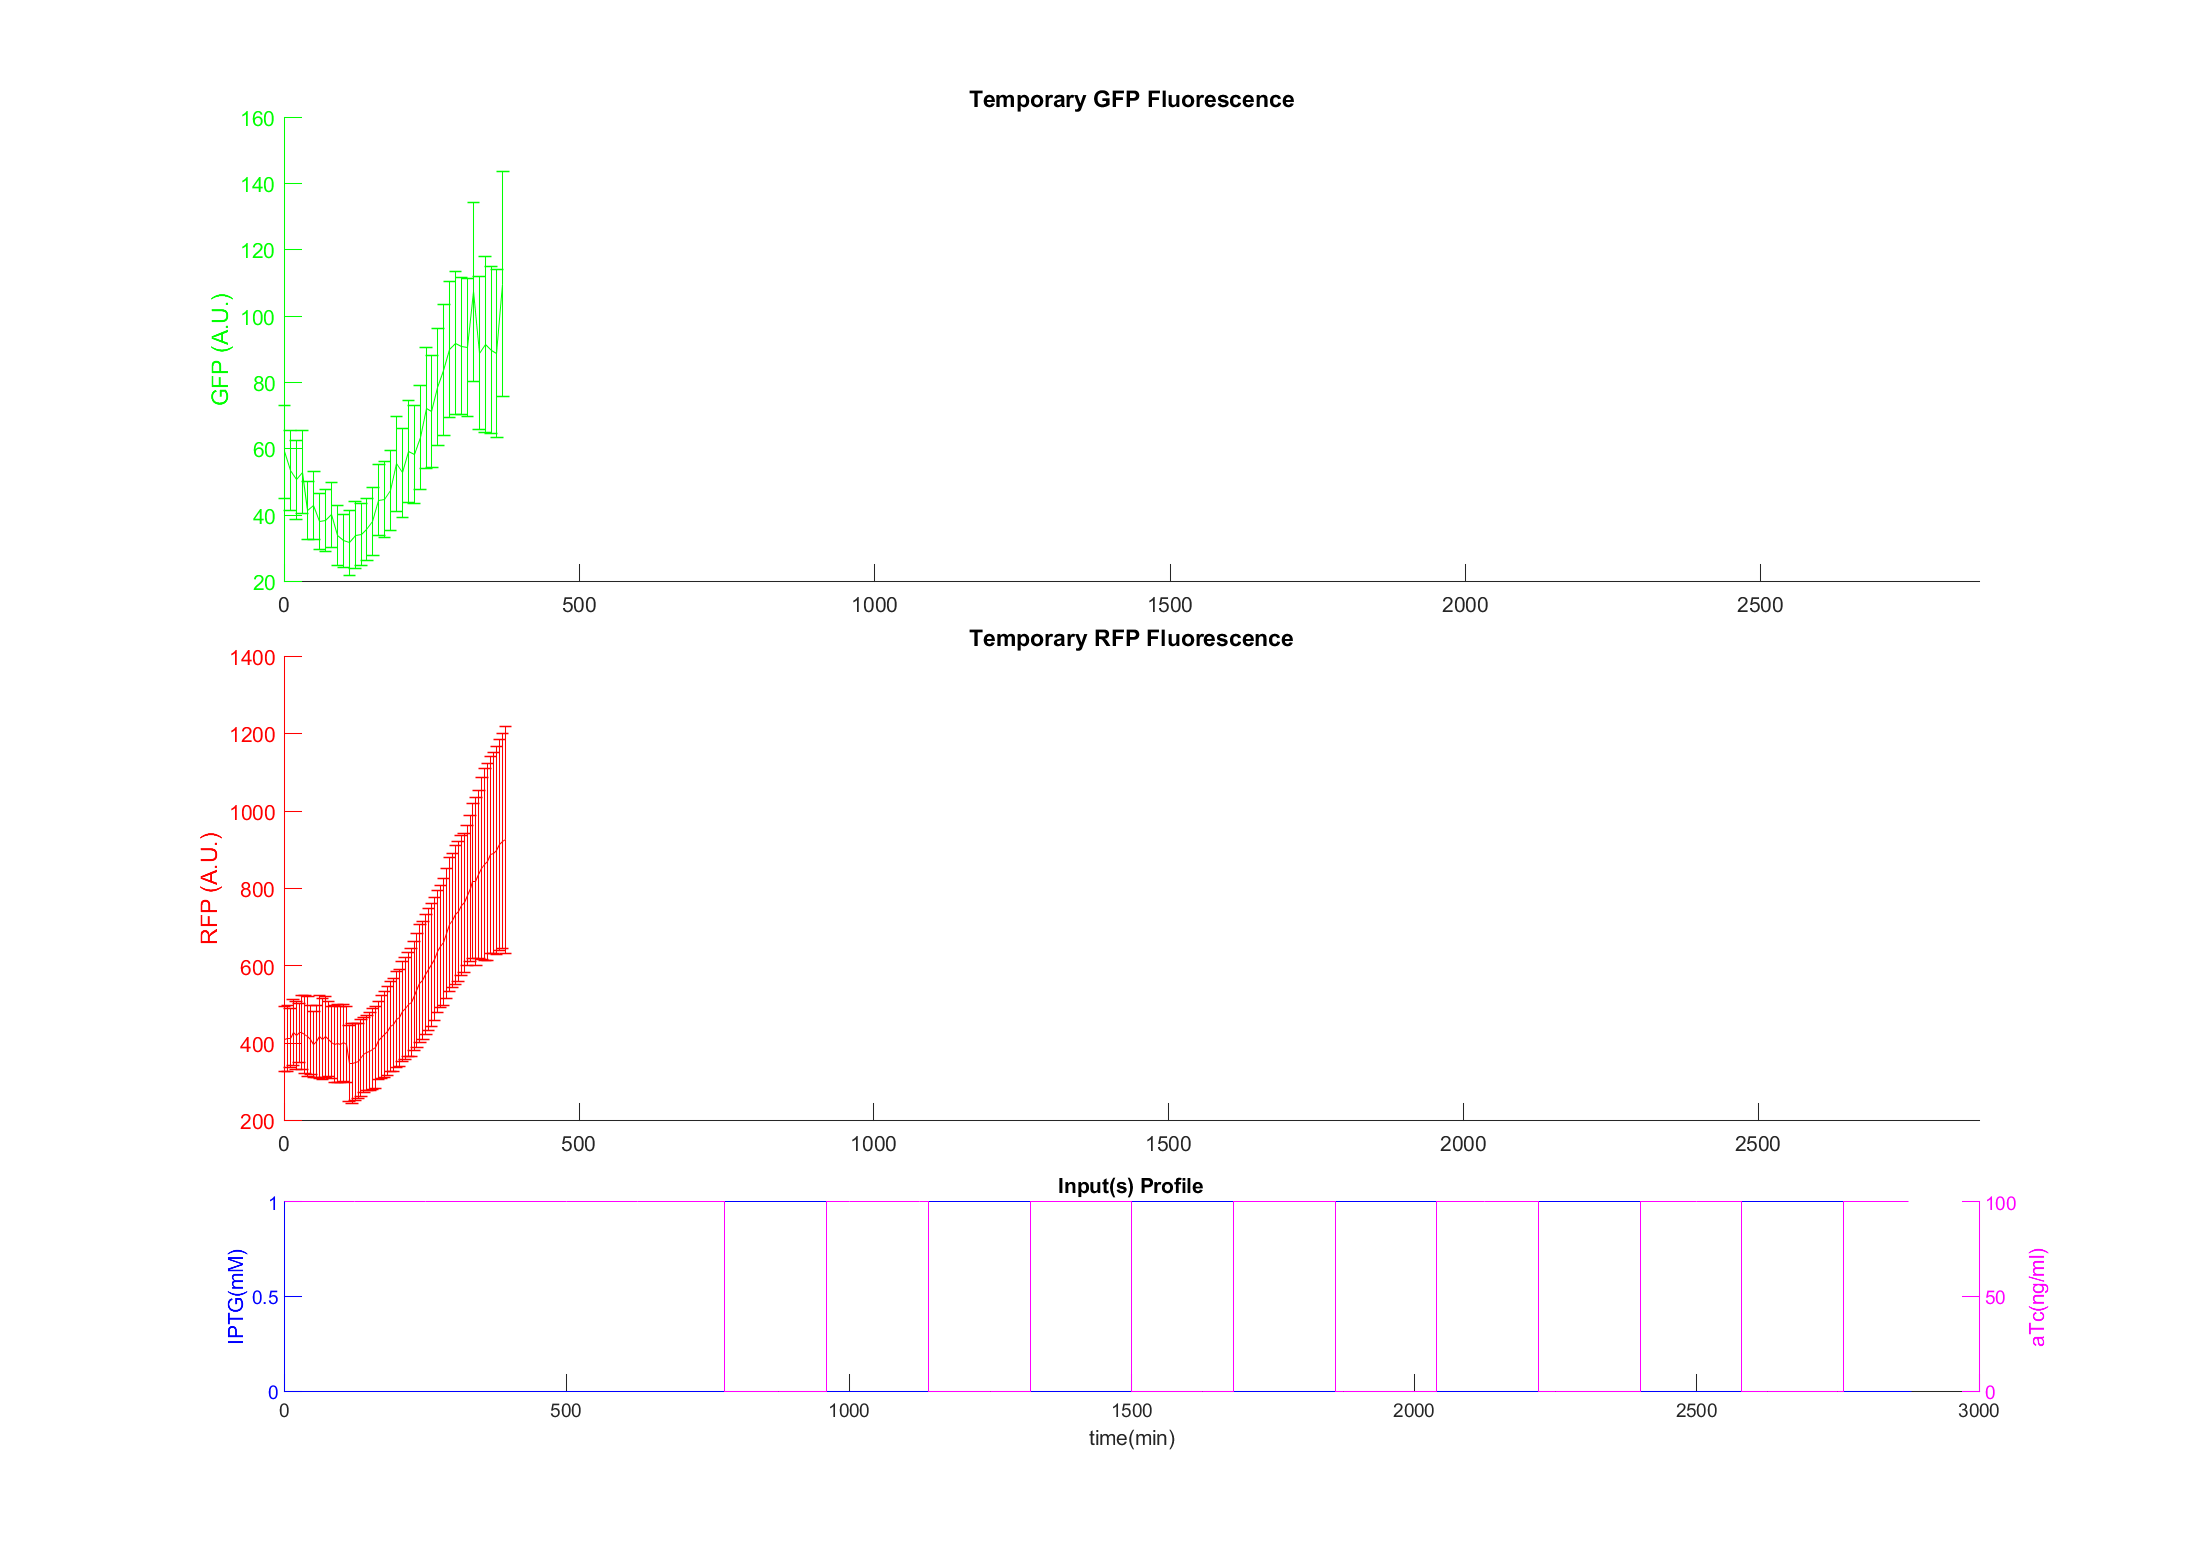 Temporary GFP Fluorescence
160
140
120
100
80
60
40
20
GFP (A.U.)
0 500 1000 1500 2000 2500
Temporary RFP Fluorescence
1400
1200
1000
800
600
400
200
RFP (A.U.)
0 500 1000 1500 2000 2500
Input(s) Profile
1
0.5
0
IPTG(mM)
100
50
0
aTc(ng/ml)
0 500 1000 1500 2000 2500 3000
time(min)